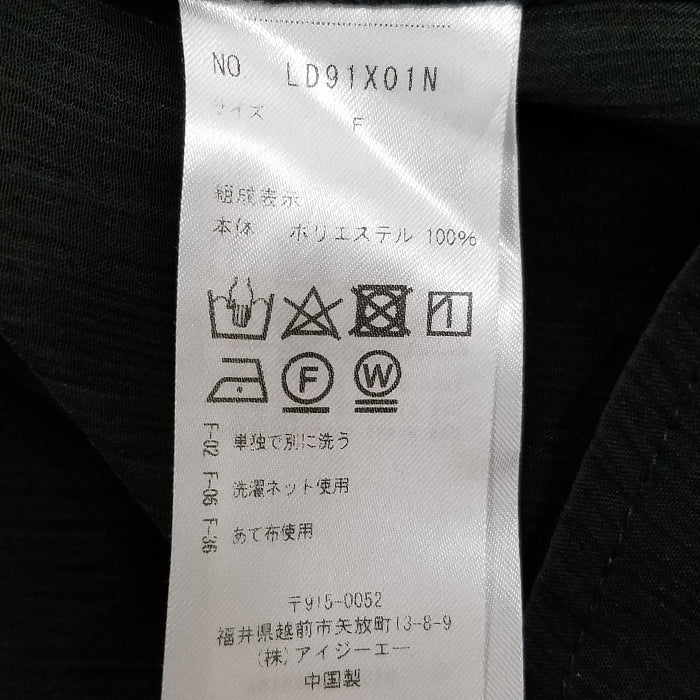 NO LD91X01N
サイズ F
組成表示
本体 ポリエステル 100%
F
W
F-02 単独で別に洗う
F-06 洗濯ネット使用
F-36 あて布使用
〒915-0052
福井県越前市矢放町13-8-9
(株)アイジーエー
中国製